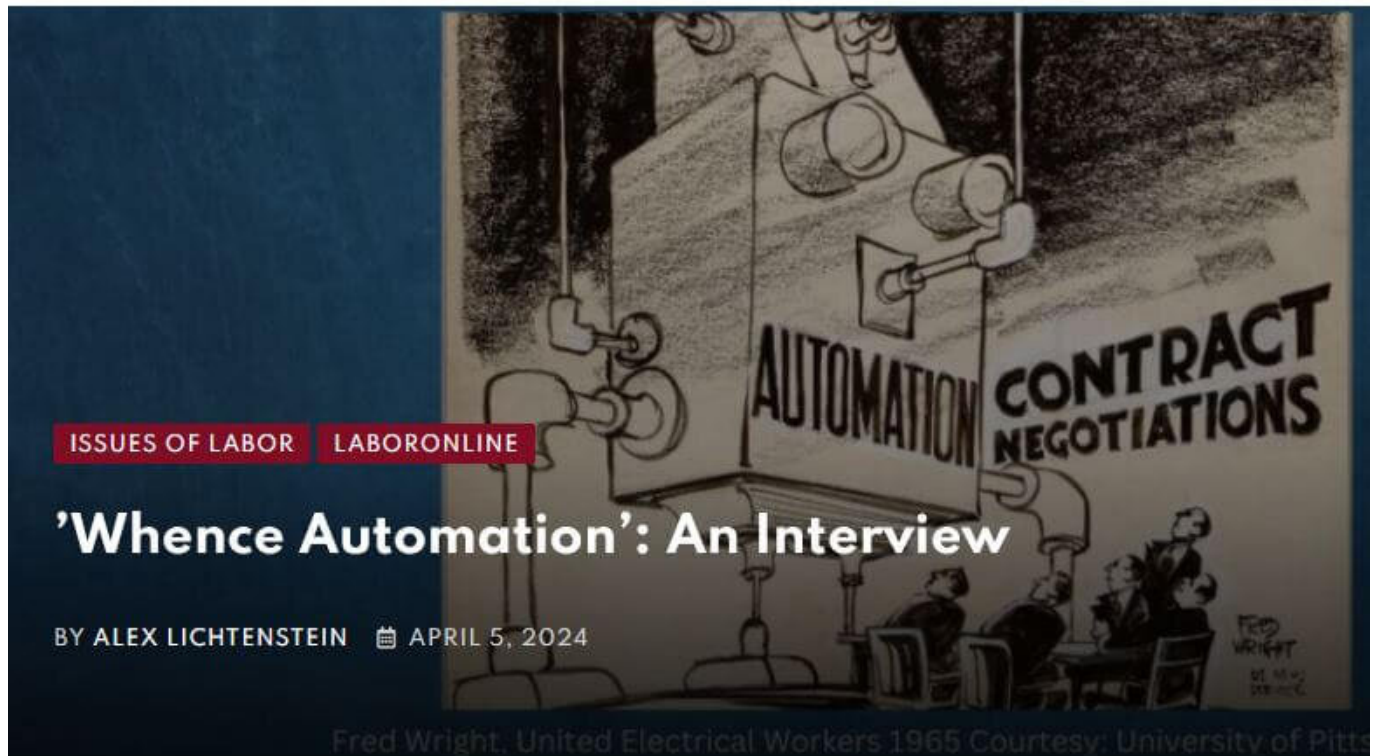 AUTOMATION
CONTRACT
NEGOTIATIONS
ISSUES OF LABOR LABORONLINE
’Whence Automation’: An Interview
BY ALEX LICHTENSTEIN APRIL 5, 2024
FRED
WRIGHT
Fred Wright, United Electrical Workers 1965 Courtesy: University of Pitts